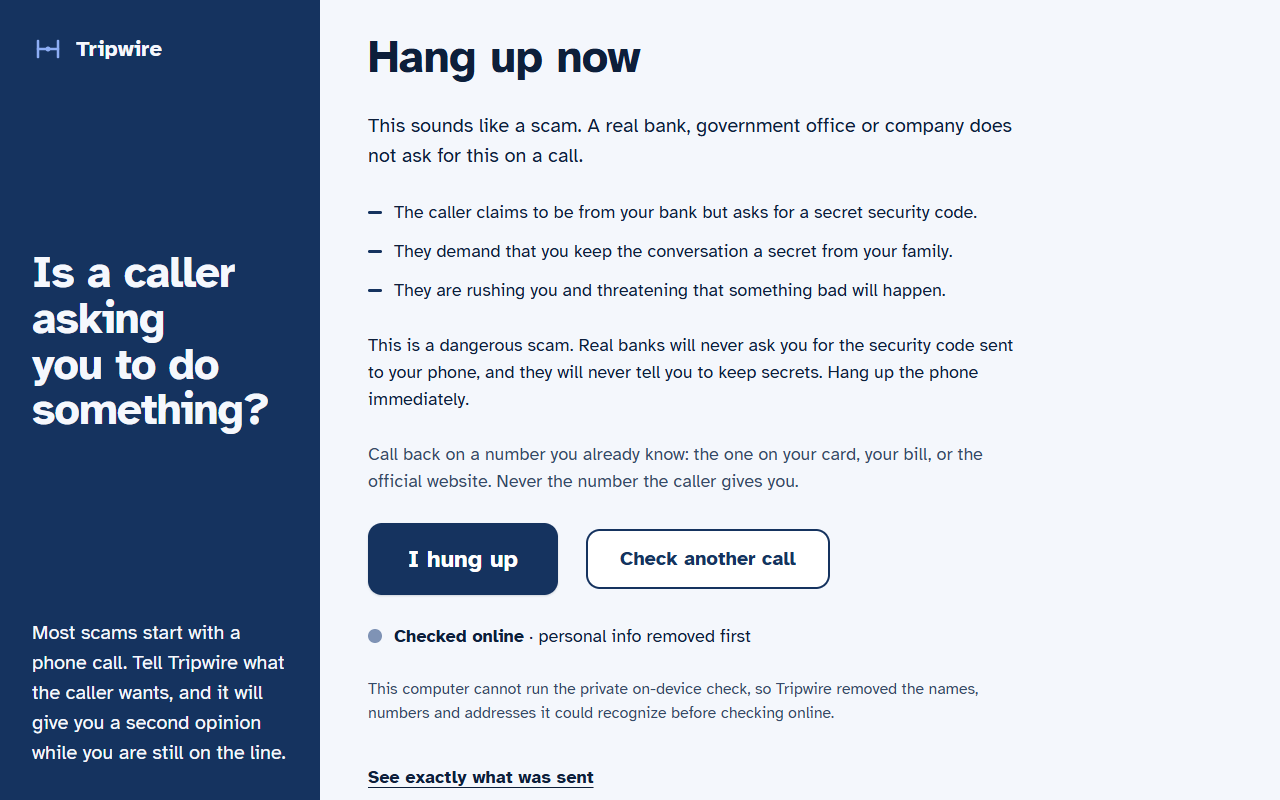 Tripwire
Is a caller
asking
you to do
something?
Most scams start with a
phone call. Tell Tripwire what
the caller wants, and it will
give you a second opinion
while you are still on the line.
Hang up now
This sounds like a scam. A real bank, government office or company does
not ask for this on a call.
The caller claims to be from your bank but asks for a secret security code.
They demand that you keep the conversation a secret from your family.
They are rushing you and threatening that something bad will happen.
This is a dangerous scam. Real banks will never ask you for the security code sent
to your phone, and they will never tell you to keep secrets. Hang up the phone
immediately.
Call back on a number you already know: the one on your card, your bill, or the
official website. Never the number the caller gives you.
I hung up
Check another call
Checked online · personal info removed first
This computer cannot run the private on-device check, so Tripwire removed the names,
numbers and addresses it could recognize before checking online.
See exactly what was sent